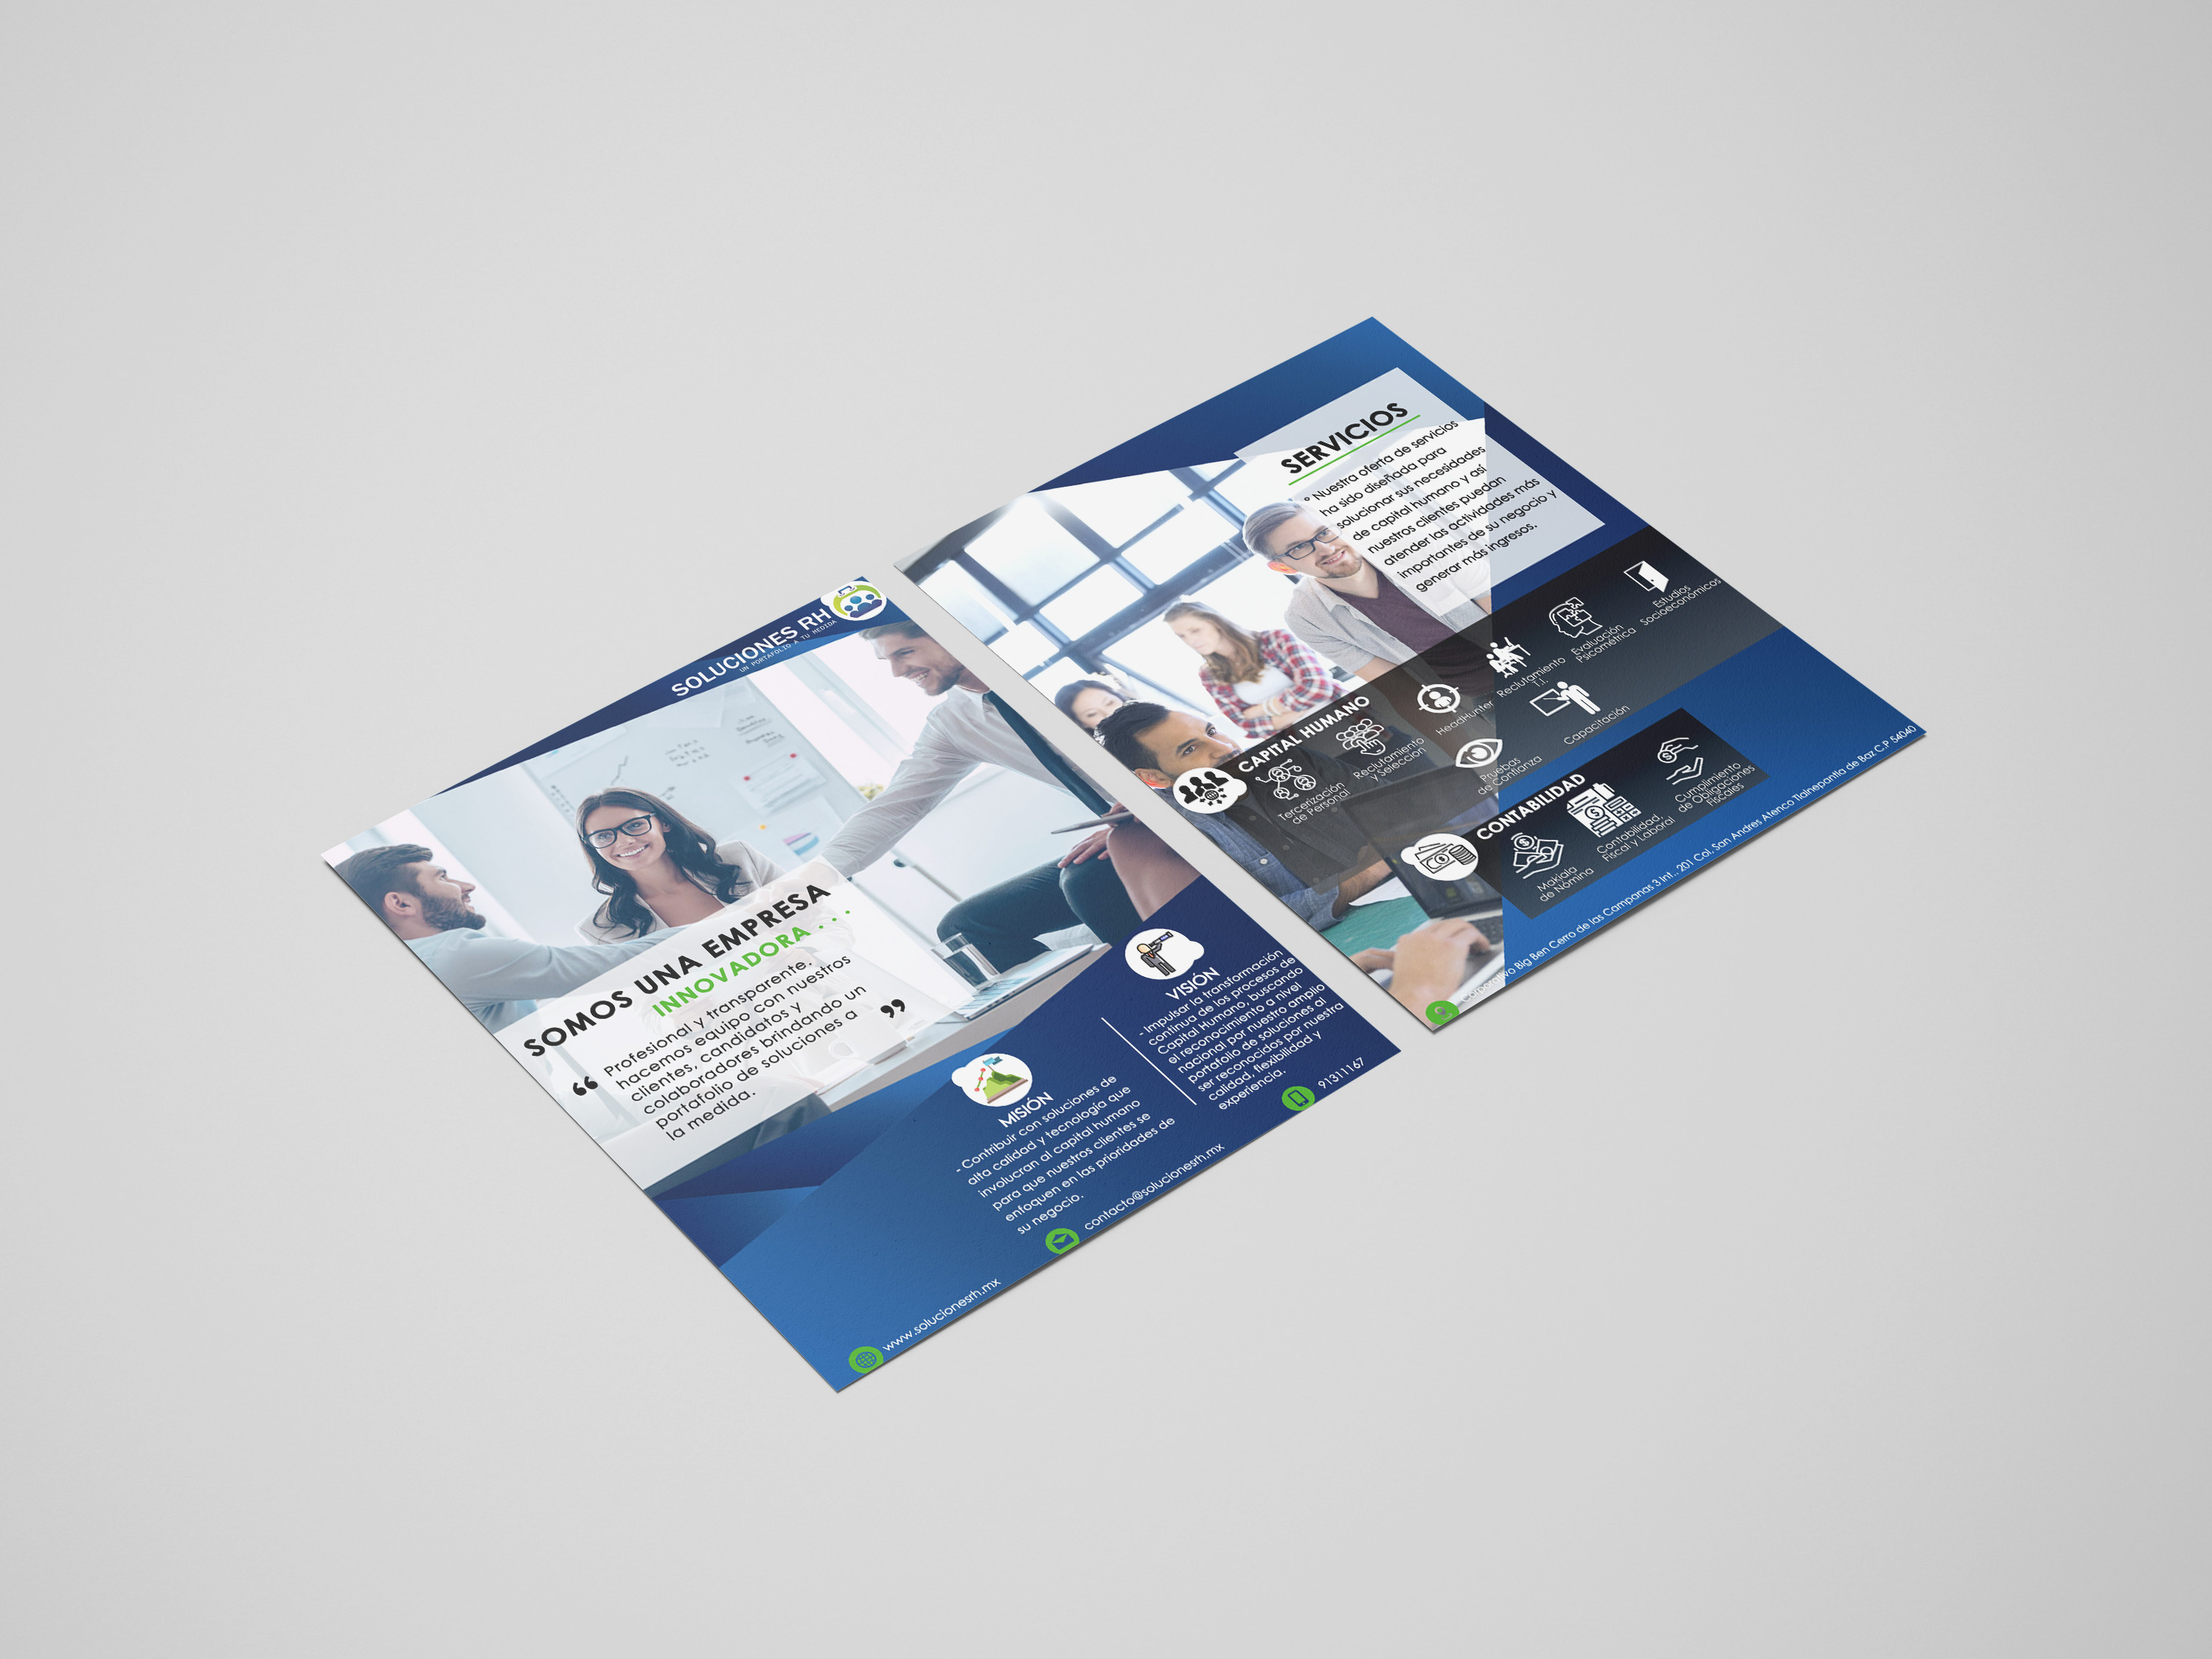 SOLUCIONES RH
UN PORTAFOLIO A TU MEDIDA
SOMOS UNA EMPRESA
INNOVADORA . . .
“ Profesional y transparente,
hacemos equipo con nuestros
clientes, candidatos y
colaboradores brindando un
portafolio de soluciones a
la medida. ”
MISIÓN
- Contribuir con soluciones de
alta calidad y tecnología que
involucran al capital humano
para que nuestros clientes se
enfoquen en las prioridades de
su negocio.
VISIÓN
- Impulsar la transformación
continua de los procesos de
Capital Humano, buscando
el reconocimiento a nivel
nacional por nuestro amplio
portafolio de soluciones al
ser reconocidos por nuestra
calidad, flexibilidad y
experiencia.
www.solucionesrh.mx
contacto@solucionesrh.mx
91311167
SERVICIOS
° Nuestra oferta de servicios
ha sido diseñada para
solucionar sus necesidades
de capital humano y así
nuestros clientes puedan
atender las actividades más
importantes de su negocio y
generar más ingresos.
CAPITAL HUMANO
Tercerización
de Personal
Reclutamiento
y Selección
HeadHunter
Reclutamiento
T.I.
Evaluación
Psicométrica
Estudios
Socioeconómicos
Pruebas
de Confianza
Capacitación
CONTABILIDAD
Makiala
de Nómina
Contabilidad,
Fiscal y Laboral
Cumplimiento
de Obligaciones
Fiscales
Corporativo Big Ben Cerro de las Campanas 3 int.. 201 Col, San Andres Atenco Tlalnepantla de Baz C.P 54040